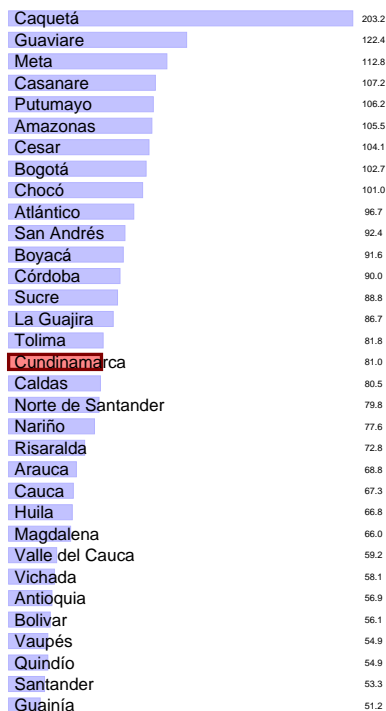 Caquetá 203.2
Guaviare 122.4
Meta 112.8
Casanare 107.2
Putumayo 106.2
Amazonas 105.5
Cesar 104.1
Bogotá 102.7
Chocó 101.0
Atlántico 96.7
San Andrés 92.4
Boyacá 91.6
Córdoba 90.0
Sucre 88.8
La Guajira 86.7
Tolima 81.8
Cundinamarca 81.0
Caldas 80.5
Norte de Santander 79.8
Nariño 77.6
Risaralda 72.8
Arauca 68.8
Cauca 67.3
Huila 66.8
Magdalena 66.0
Valle del Cauca 59.2
Vichada 58.1
Antioquia 56.9
Bolivar 56.1
Vaupés 54.9
Quindío 54.9
Santander 53.3
Guainía 51.2